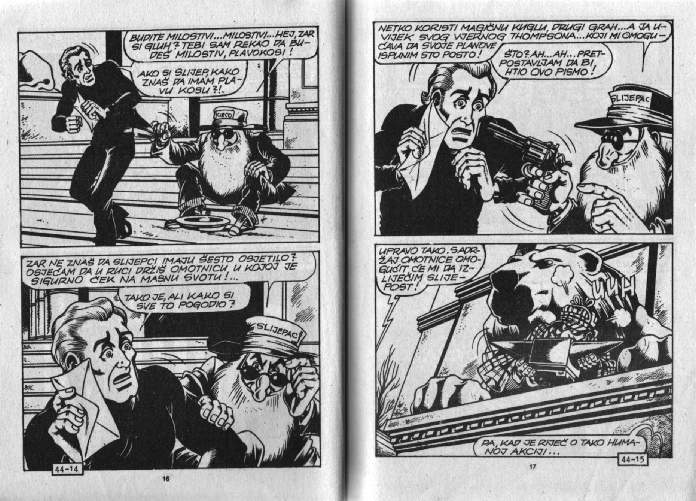 BUDITE MILOSTIVI...MILOSTIVI...HEJ, ZAR
SI GLUH? TEBI SAM REKAO DA BU-
DEŠ MILOSTIV, PLAVOKOSI!
AKO SI SLIJEP, KAKO
ZNAŠ DA IMAM PLA-
VU KOSU?!.
ZAR NE ZNAŠ DA SLIJEPCI IMAJU ŠESTO OSJETILO?
OSJEĆAM DA U RUCI DRŽIŠ OMOTNICU, U KOJOJ JE
SIGURNO ČEK NA MASNU SVOTU!...
TAKO JE, ALI KAKO SI
SVE TO POGODIO?
SLIJEPAC
44-14
16
NETKO KORISTI MAGIČNU KUGLU, DRUGI GRAH...A JA U-
VIJEK SVOG VJERNOG THOMPSONA...KOJI MI OMOGU-
ĆAVA DA SVOJE PLANOVE
ISPUNIM STO POSTO!
ŠTO? AH...AH...PRET-
POSTAVLJAM DA BI
HTIO OVO PISMO!
SLIJEPAC
UPRAVO TAKO. SADR-
ŽAJ OMOTNICE OMO-
GUĆIT ĆE MI DA IZ-
LIJEČIM SLIJE-
POST!
UUH
DA, KAD JE RIJEČ O TAKO HUMA-
NOJ AKCIJI...
44-15
17